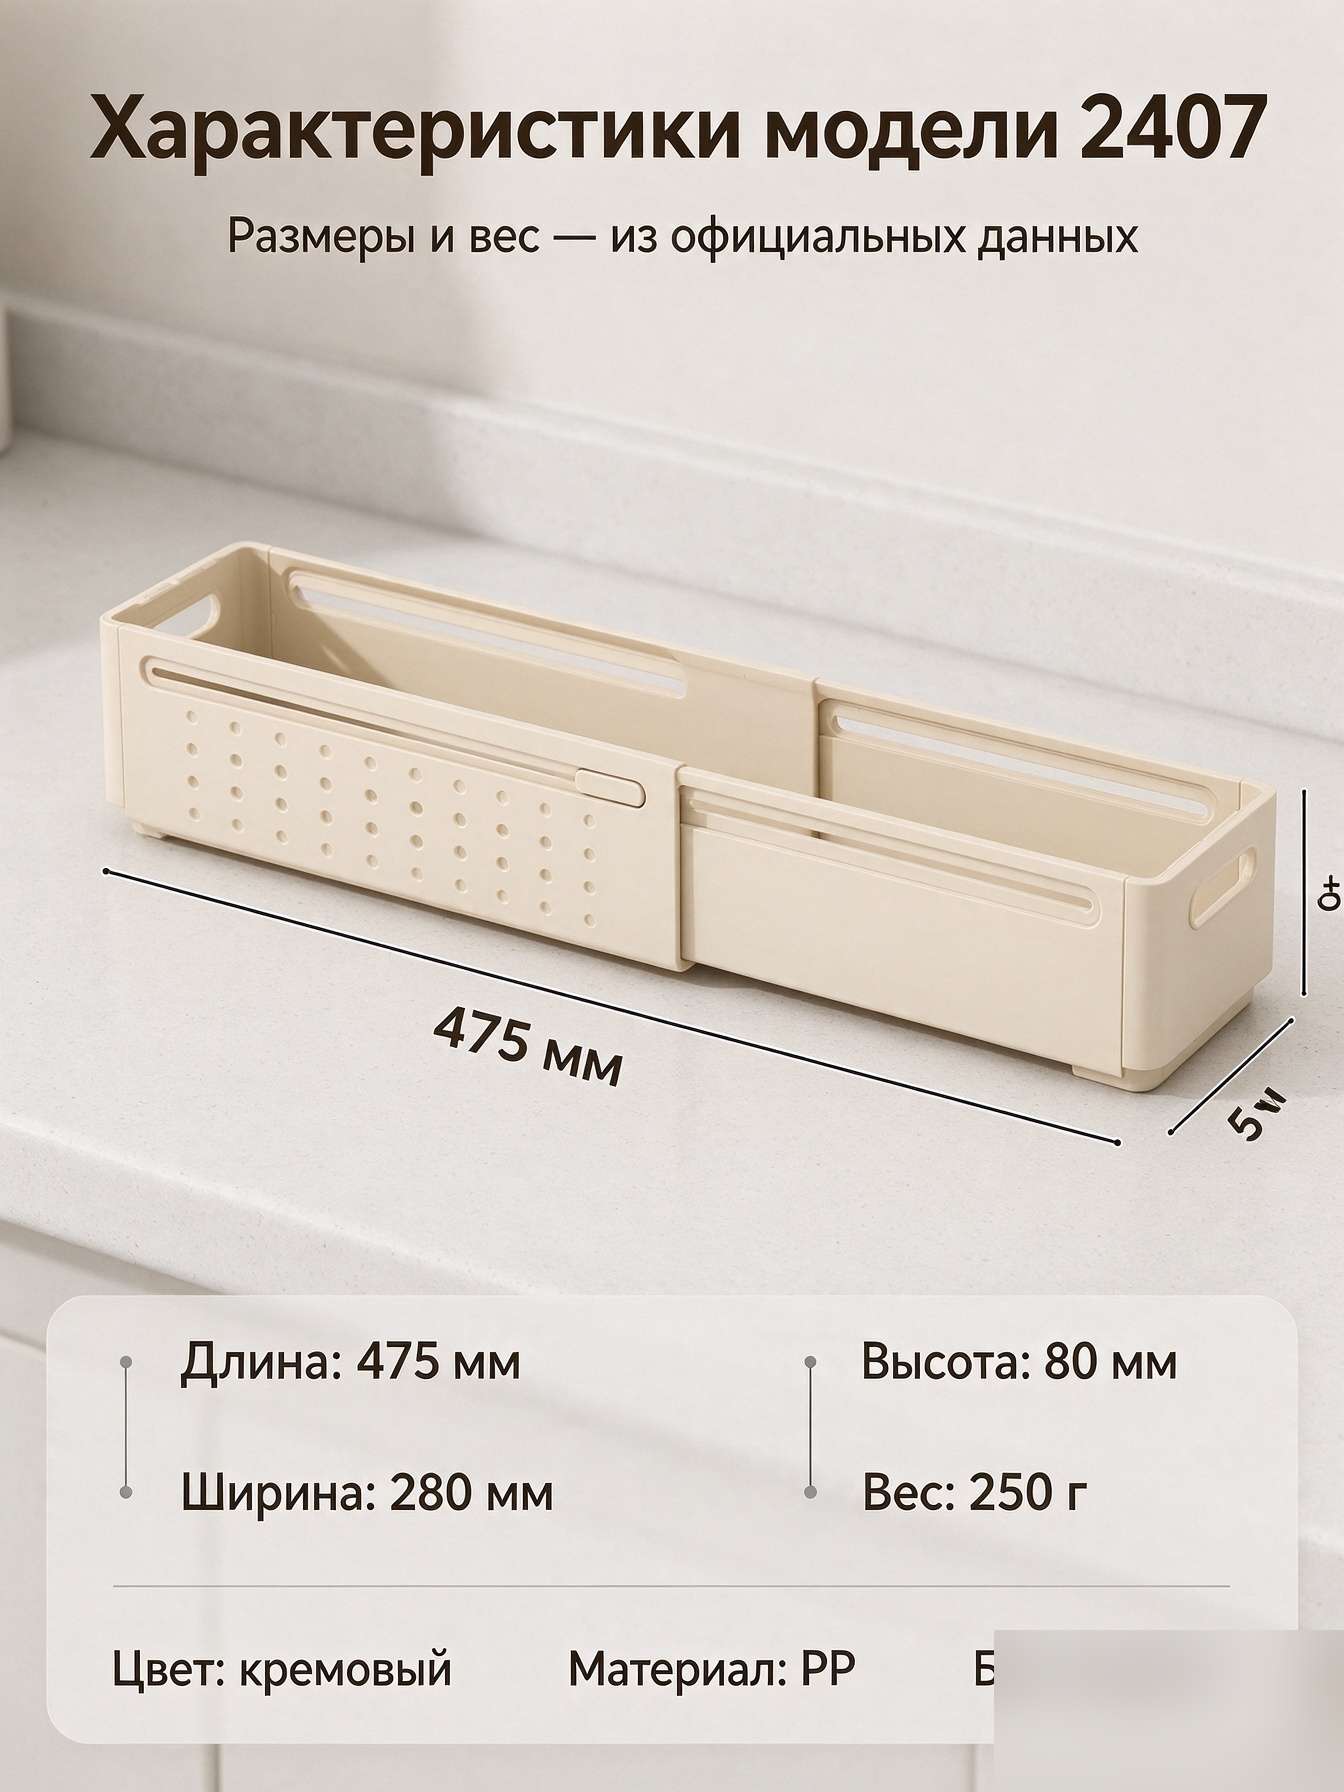 Характеристики модели 2407
Размеры и вес — из официальных данных
475 мм
Длина: 475 мм
Высота: 80 мм
Ширина: 280 мм
Вес: 250 г
Цвет: кремовый
Материал: PP